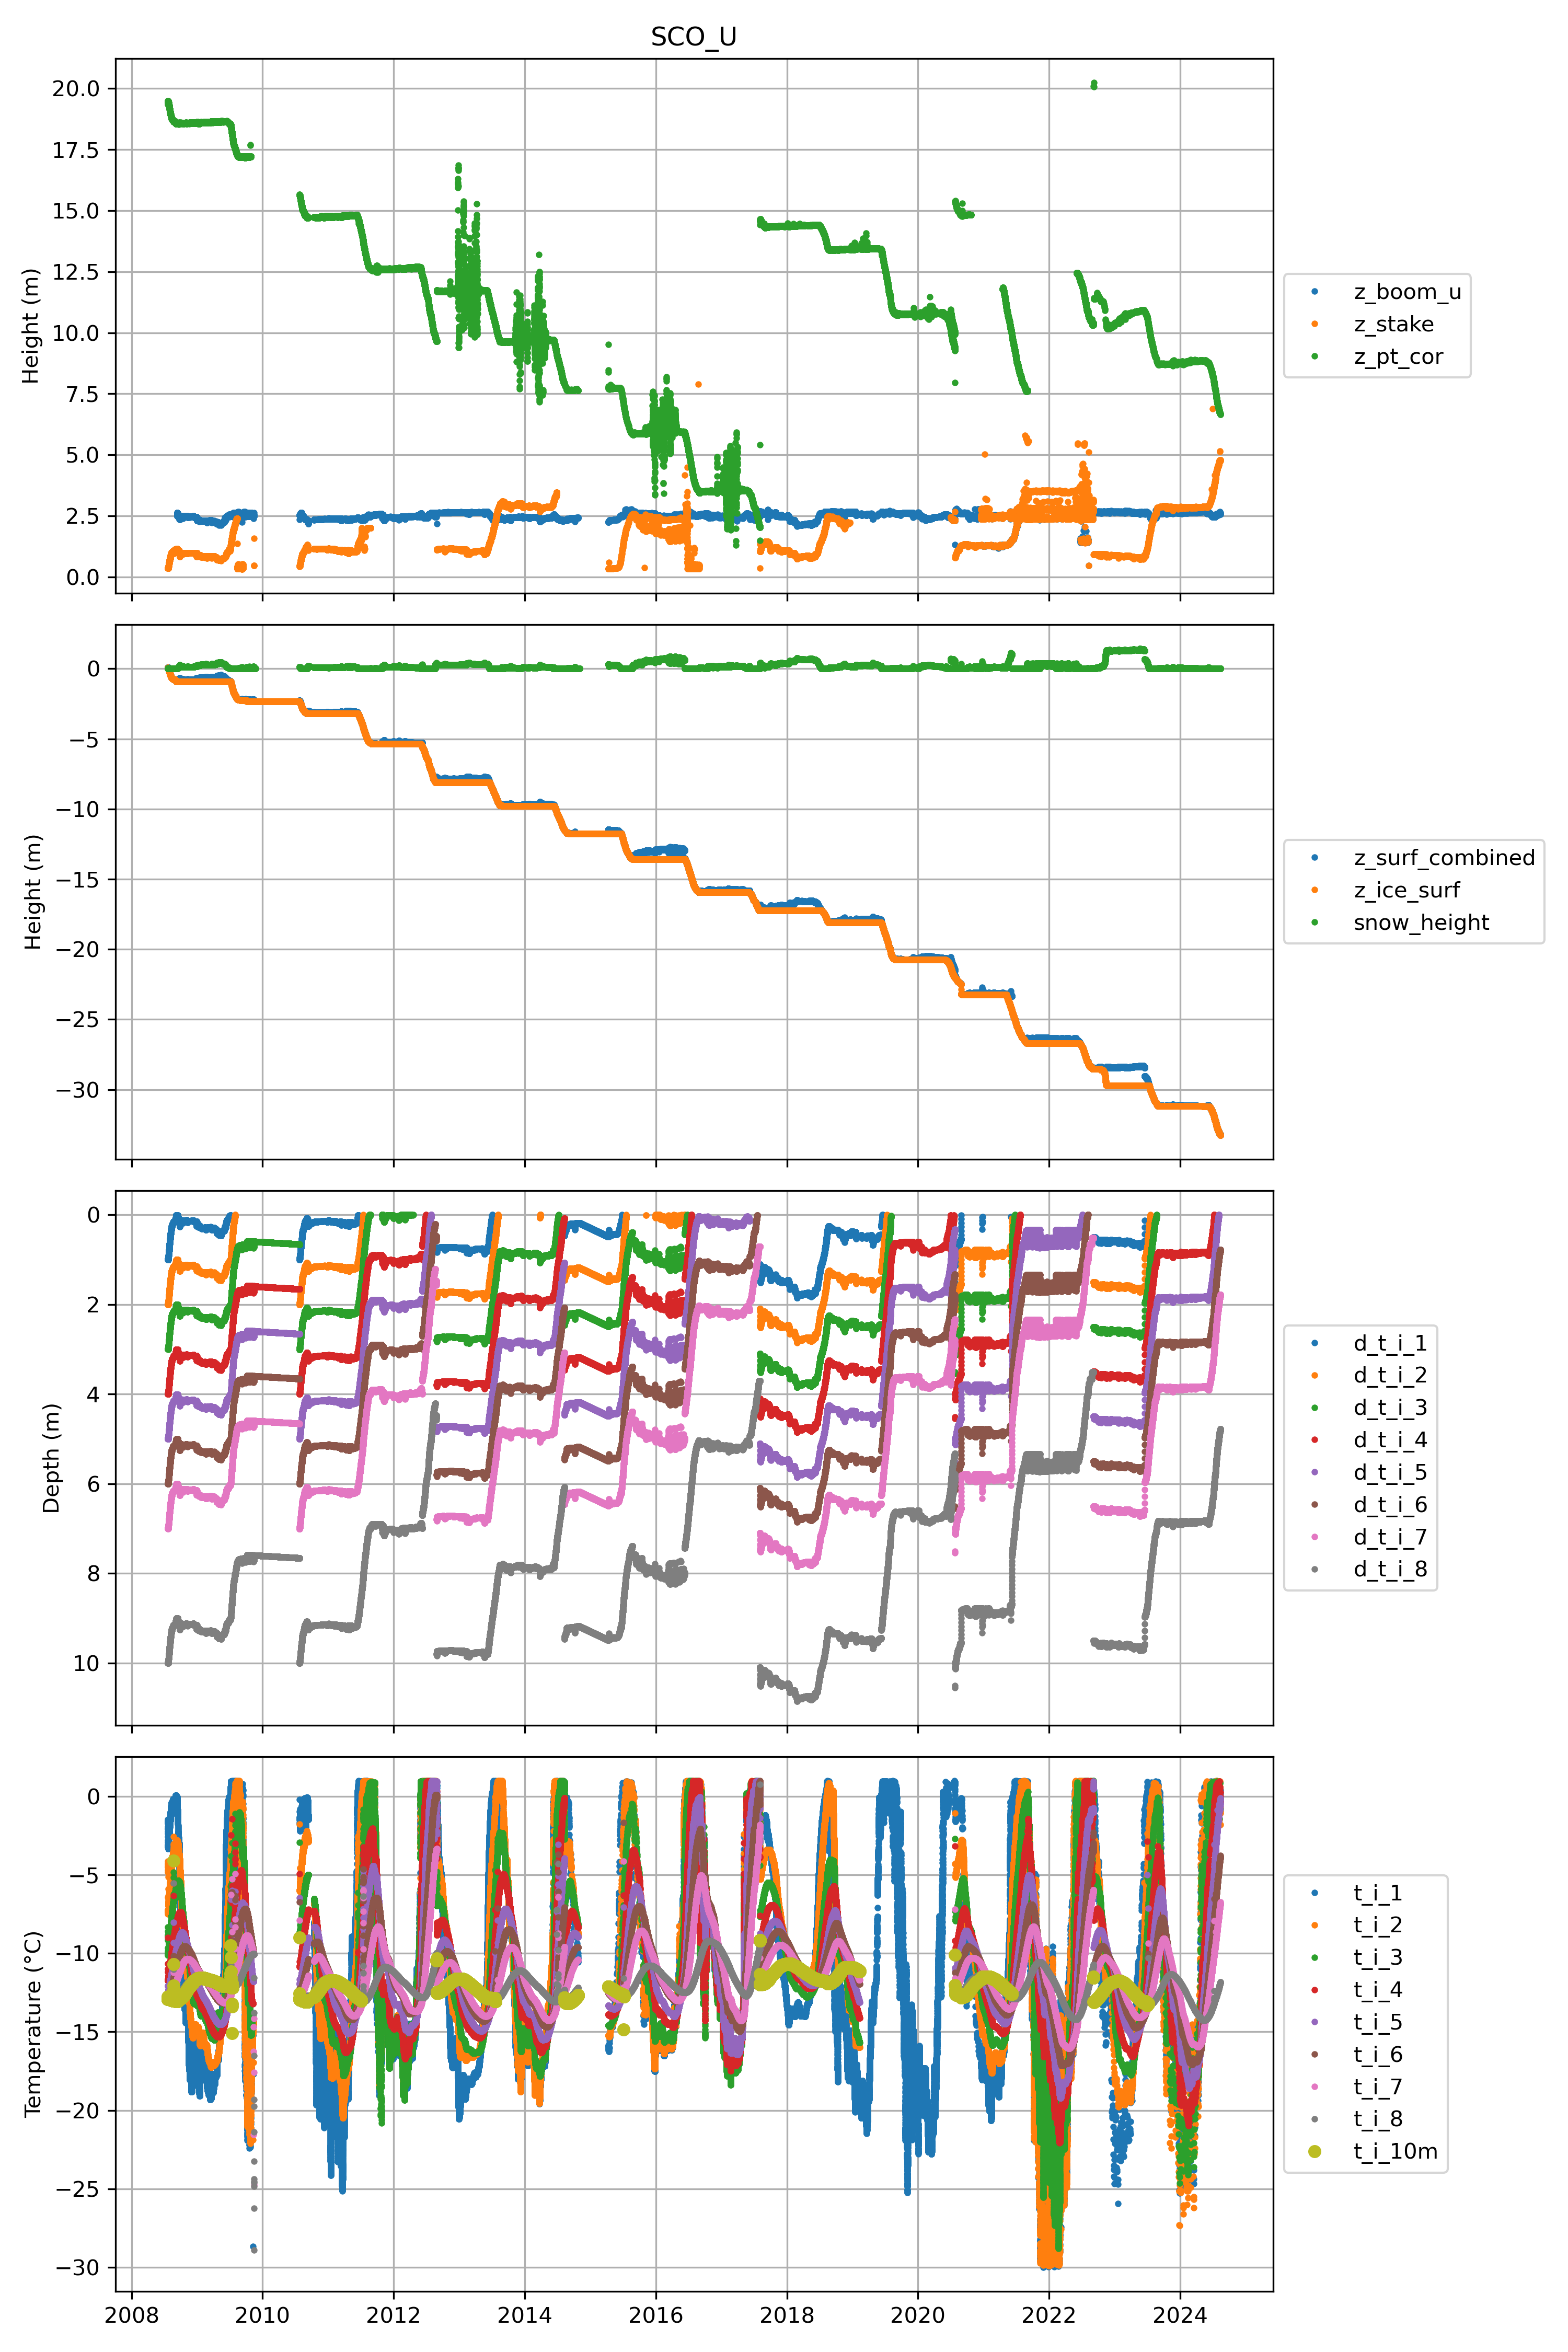 SCO_U
20.0
17.5
15.0
12.5
10.0
7.5
5.0
2.5
0.0
Height (m)
z_boom_u
z_stake
z_pt_cor
0
−5
−10
−15
−20
−25
−30
Height (m)
z_surf_combined
z_ice_surf
snow_height
0
2
4
6
8
10
Depth (m)
d_t_i_1
d_t_i_2
d_t_i_3
d_t_i_4
d_t_i_5
d_t_i_6
d_t_i_7
d_t_i_8
0
−5
−10
−15
−20
−25
−30
Temperature (°C)
t_i_1
t_i_2
t_i_3
t_i_4
t_i_5
t_i_6
t_i_7
t_i_8
t_i_10m
2008 2010 2012 2014 2016 2018 2020 2022 2024